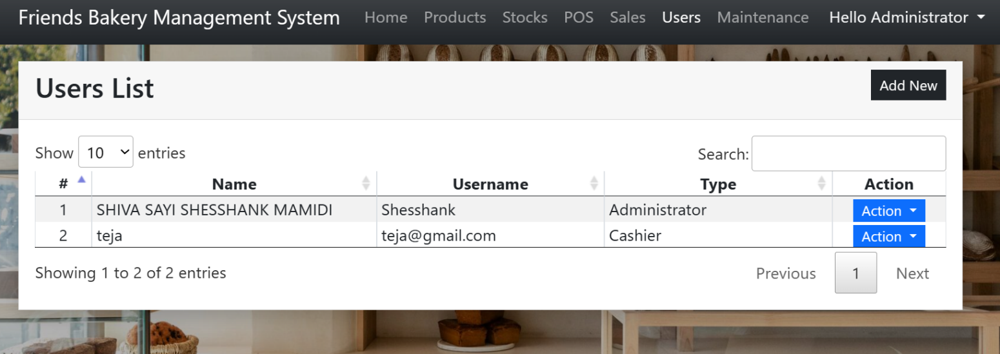 Friends Bakery Management System Home Products Stocks POS Sales Users Maintenance Hello Administrator
Users List Add New
Show 10 entries Search:
# Name Username Type Action
1 SHIVA SAYI SHESSHANK MAMIDI Shesshank Administrator Action
2 teja teja@gmail.com Cashier Action
Showing 1 to 2 of 2 entries Previous 1 Next